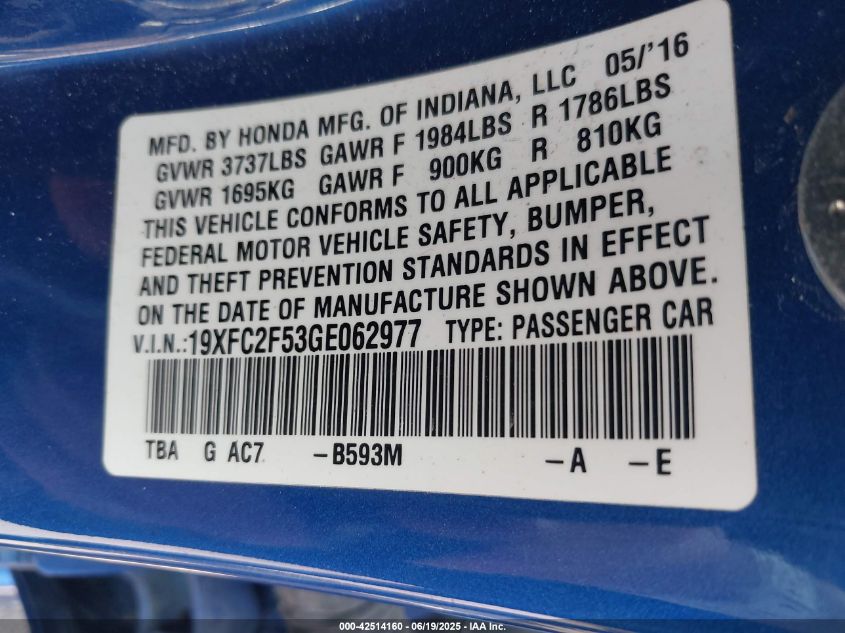 MFD. BY HONDA MFG. OF INDIANA, LLC 05/'16
GVWR 3737LBS GAWR F 1984LBS R 1786LBS
GVWR 1695KG GAWR F 900KG R 810KG
THIS VEHICLE CONFORMS TO ALL APPLICABLE
FEDERAL MOTOR VEHICLE SAFETY, BUMPER,
AND THEFT PREVENTION STANDARDS IN EFFECT
ON THE DATE OF MANUFACTURE SHOWN ABOVE.
V.I.N.:19XFC2F53GE062977 TYPE: PASSENGER CAR
TBA G AC7 -B593M -A -E
000-42514160 - 06/19/2025 - IAA Inc.